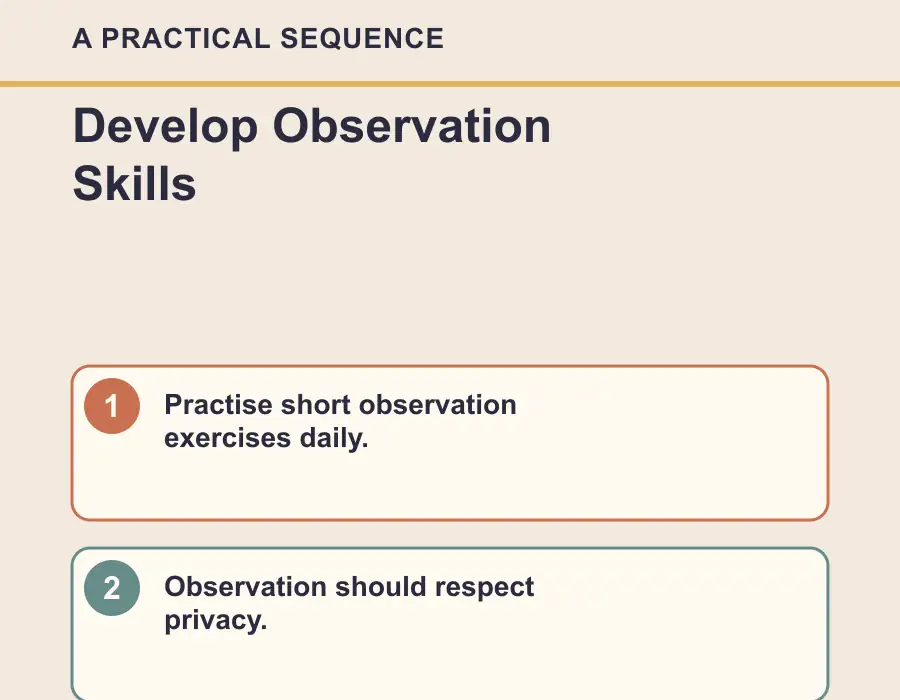 A PRACTICAL SEQUENCE
Develop Observation
Skills
1
Practise short observation
exercises daily.
2
Observation should respect
privacy.